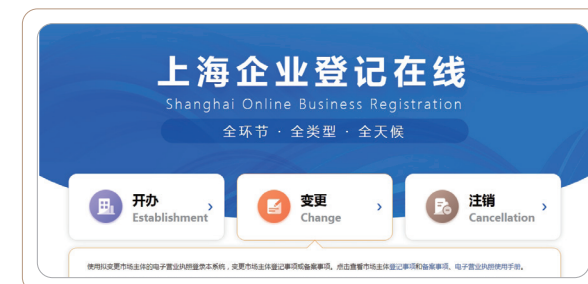 上海企业登记在线
Shanghai Online Business Registration
全环节 · 全类型 · 全天候
开办
Establishment
变更
Change
注销
Cancellation
使用拟变更市场主体的电子营业执照登录本系统，变更市场主体登记事项或备案事项。点击查看市场主体登记事项和备案事项、电子营业执照使用手册。